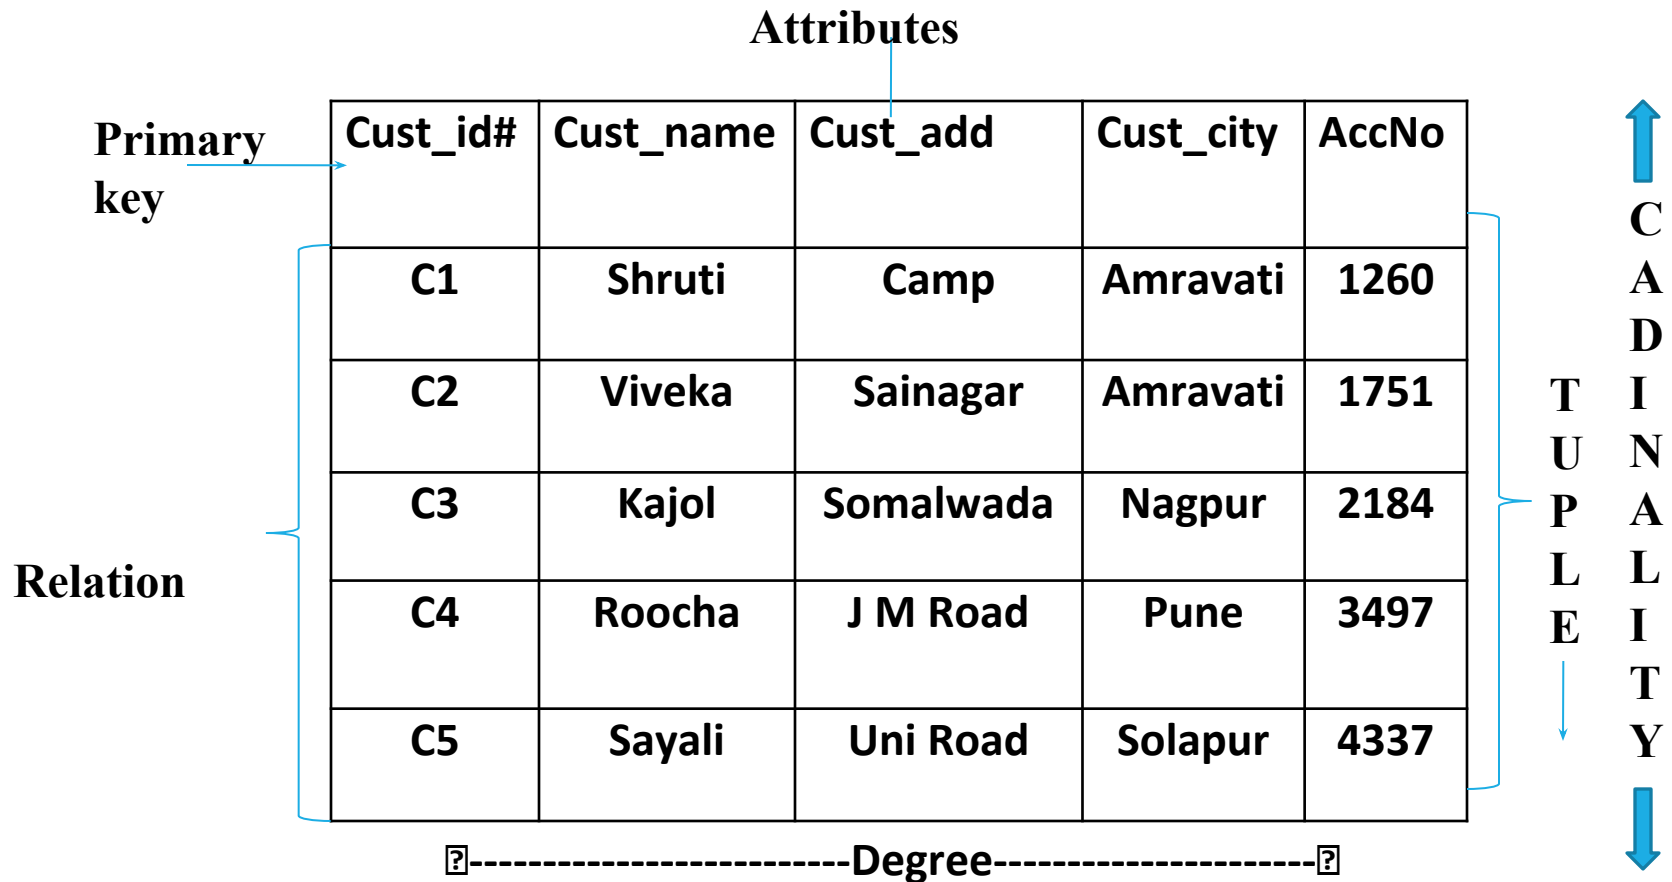 Attributes
Primary
key
Cust_id# Cust_name Cust_add Cust_city AccNo
C1 Shruti Camp Amravati 1260
C2 Viveka Sainagar Amravati 1751
C3 Kajol Somalwada Nagpur 2184
C4 Roocha J M Road Pune 3497
C5 Sayali Uni Road Solapur 4337
Relation
TUPLE
CADINALITY
⍰--------------------------Degree----------------------⍰